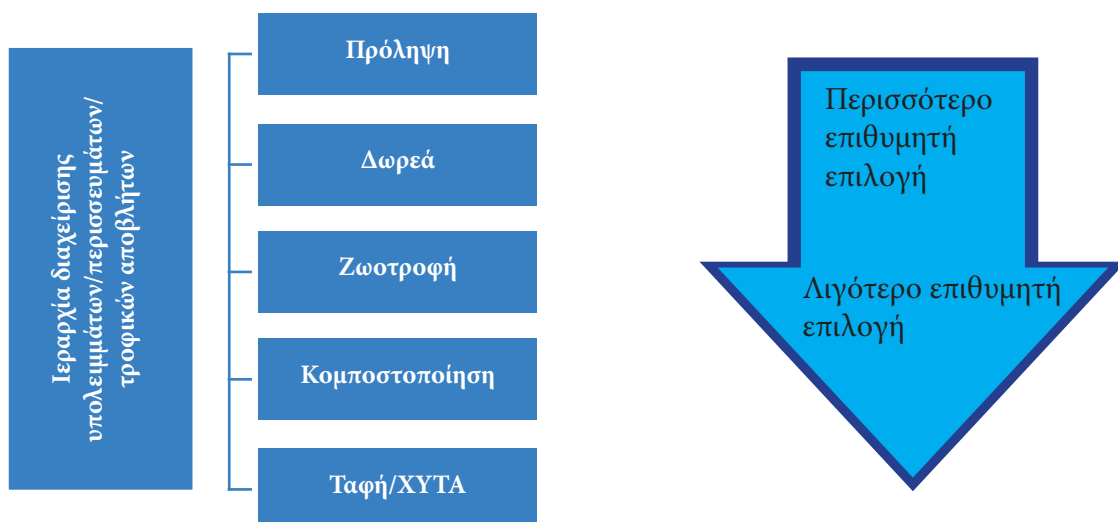 Ιεραρχία διαχείρισης
υπολειμμάτων/περισσευμάτων/
τροφικών αποβλήτων
Πρόληψη
Δωρεά
Ζωοτροφή
Κομποστοποίηση
Ταφή/ΧΥΤΑ
Περισσότερο
επιθυμητή
επιλογή
Λιγότερο επιθυμητή
επιλογή